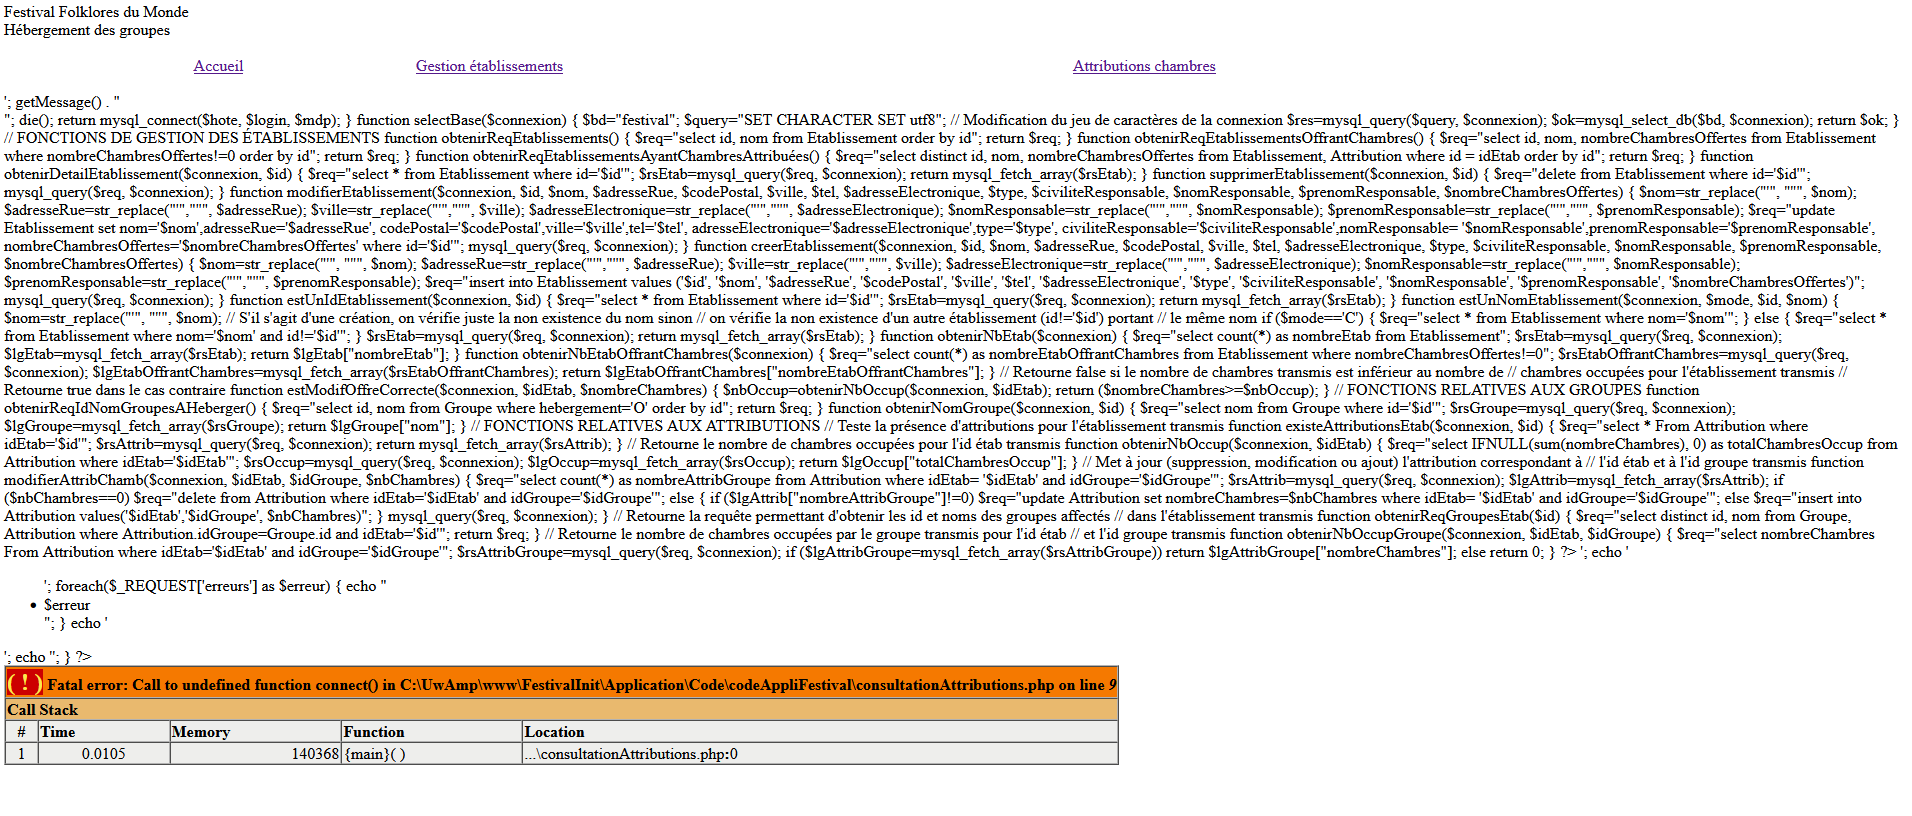 Festival Folklores du Monde
Hébergement des groupes
Accueil Gestion établissements Attributions chambres
'; getMessage() . "
"; die(); return mysql_connect($hote, $login, $mdp); } function selectBase($connexion) { $bd="festival"; $query="SET CHARACTER SET utf8"; // Modification du jeu de caractères de la connexion $res=mysql_query($query, $connexion); $ok=mysql_select_db($bd, $connexion); return $ok; }
// FONCTIONS DE GESTION DES ÉTABLISSEMENTS function obtenirReqEtablissements() { $req="select id, nom from Etablissement order by id"; return $req; } function obtenirReqEtablissementsOffrantChambres() { $req="select id, nom, nombreChambresOffertes from Etablissement
where nombreChambresOffertes!=0 order by id"; return $req; } function obtenirReqEtablissementsAyantChambresAttribuées() { $req="select distinct id, nom, nombreChambresOffertes from Etablissement, Attribution where id = idEtab order by id"; return $req; } function
obtenirDetailEtablissement($connexion, $id) { $req="select * from Etablissement where id='$id'"; $rsEtab=mysql_query($req, $connexion); return mysql_fetch_array($rsEtab); } function supprimerEtablissement($connexion, $id) { $req="delete from Etablissement where id='$id'";
mysql_query($req, $connexion); } function modifierEtablissement($connexion, $id, $nom, $adresseRue, $codePostal, $ville, $tel, $adresseElectronique, $type, $civiliteResponsable, $nomResponsable, $prenomResponsable, $nombreChambresOffertes) { $nom=str_replace("'", "''", $nom);
$adresseRue=str_replace("'","''", $adresseRue); $ville=str_replace("'","''", $ville); $adresseElectronique=str_replace("'","''", $adresseElectronique); $nomResponsable=str_replace("'","''", $nomResponsable); $prenomResponsable=str_replace("'","''", $prenomResponsable); $req="update
Etablissement set nom='$nom',adresseRue='$adresseRue', codePostal='$codePostal',ville='$ville',tel='$tel', adresseElectronique='$adresseElectronique',type='$type', civiliteResponsable='$civiliteResponsable',nomResponsable= '$nomResponsable',prenomResponsable='$prenomResponsable',
nombreChambresOffertes='$nombreChambresOffertes' where id='$id'"; mysql_query($req, $connexion); } function creerEtablissement($connexion, $id, $nom, $adresseRue, $codePostal, $ville, $tel, $adresseElectronique, $type, $civiliteResponsable, $nomResponsable, $prenomResponsable,
$nombreChambresOffertes) { $nom=str_replace("'", "''", $nom); $adresseRue=str_replace("'","''", $adresseRue); $ville=str_replace("'","''", $ville); $adresseElectronique=str_replace("'","''", $adresseElectronique); $nomResponsable=str_replace("'","''", $nomResponsable);
$prenomResponsable=str_replace("'","''", $prenomResponsable); $req="insert into Etablissement values ('$id', '$nom', '$adresseRue', '$codePostal', '$ville', '$tel', '$adresseElectronique', '$type', '$civiliteResponsable', '$nomResponsable', '$prenomResponsable', '$nombreChambresOffertes')";
mysql_query($req, $connexion); } function estUnIdEtablissement($connexion, $id) { $req="select * from Etablissement where id='$id'"; $rsEtab=mysql_query($req, $connexion); return mysql_fetch_array($rsEtab); } function estUnNomEtablissement($connexion, $mode, $id, $nom) {
$nom=str_replace("'", "''", $nom); // S'il s'agit d'une création, on vérifie juste la non existence du nom sinon // on vérifie la non existence d'un autre établissement (id!='$id') portant // le même nom if ($mode=='C') { $req="select * from Etablissement where nom='$nom'"; } else { $req="select *
from Etablissement where nom='$nom' and id!='$id'"; } $rsEtab=mysql_query($req, $connexion); return mysql_fetch_array($rsEtab); } function obtenirNbEtab($connexion) { $req="select count(*) as nombreEtab from Etablissement"; $rsEtab=mysql_query($req, $connexion);
$lgEtab=mysql_fetch_array($rsEtab); return $lgEtab["nombreEtab"]; } function obtenirNbEtabOffrantChambres($connexion) { $req="select count(*) as nombreEtabOffrantChambres from Etablissement where nombreChambresOffertes!=0"; $rsEtabOffrantChambres=mysql_query($req,
$connexion); $lgEtabOffrantChambres=mysql_fetch_array($rsEtabOffrantChambres); return $lgEtabOffrantChambres["nombreEtabOffrantChambres"]; } // Retourne false si le nombre de chambres transmis est inférieur au nombre de // chambres occupées pour l'établissement transmis //
Retourne true dans le cas contraire function estModifOffreCorrecte($connexion, $idEtab, $nombreChambres) { $nbOccup=obtenirNbOccup($connexion, $idEtab); return ($nombreChambres>=$nbOccup); } // FONCTIONS RELATIVES AUX GROUPES function
obtenirReqIdNomGroupesAHeberger() { $req="select id, nom from Groupe where hebergement='O' order by id"; return $req; } function obtenirNomGroupe($connexion, $id) { $req="select nom from Groupe where id='$id'"; $rsGroupe=mysql_query($req, $connexion);
$lgGroupe=mysql_fetch_array($rsGroupe); return $lgGroupe["nom"]; } // FONCTIONS RELATIVES AUX ATTRIBUTIONS // Teste la présence d'attributions pour l'établissement transmis function existeAttributionsEtab($connexion, $id) { $req="select * From Attribution where
idEtab='$id'"; $rsAttrib=mysql_query($req, $connexion); return mysql_fetch_array($rsAttrib); } // Retourne le nombre de chambres occupées pour l'id étab transmis function obtenirNbOccup($connexion, $idEtab) { $req="select IFNULL(sum(nombreChambres), 0) as totalChambresOccup from
Attribution where idEtab='$idEtab'"; $rsOccup=mysql_query($req, $connexion); $lgOccup=mysql_fetch_array($rsOccup); return $lgOccup["totalChambresOccup"]; } // Met à jour (suppression, modification ou ajout) l'attribution correspondant à // l'id étab et à l'id groupe transmis function
modifierAttribChamb($connexion, $idEtab, $idGroupe, $nbChambres) { $req="select count(*) as nombreAttribGroupe from Attribution where idEtab= '$idEtab' and idGroupe='$idGroupe'"; $rsAttrib=mysql_query($req, $connexion); $lgAttrib=mysql_fetch_array($rsAttrib); if
($nbChambres==0) $req="delete from Attribution where idEtab='$idEtab' and idGroupe='$idGroupe'"; else { if ($lgAttrib["nombreAttribGroupe"]!=0) $req="update Attribution set nombreChambres=$nbChambres where idEtab= '$idEtab' and idGroupe='$idGroupe'"; else $req="insert into
Attribution values('$idEtab','$idGroupe', $nbChambres)"; } mysql_query($req, $connexion); } // Retourne la requête permettant d'obtenir les id et noms des groupes affectés // dans l'établissement transmis function obtenirReqGroupesEtab($id) { $req="select distinct id, nom from Groupe,
Attribution where Attribution.idGroupe=Groupe.id and idEtab='$id'"; return $req; } // Retourne le nombre de chambres occupées par le groupe transmis pour l'id étab // et l'id groupe transmis function obtenirNbOccupGroupe($connexion, $idEtab, $idGroupe) { $req="select nombreChambres
From Attribution where idEtab='$idEtab' and idGroupe='$idGroupe'"; $rsAttribGroupe=mysql_query($req, $connexion); if ($lgAttribGroupe=mysql_fetch_array($rsAttribGroupe)) return $lgAttribGroupe["nombreChambres"]; else return 0; } ?> '; echo '
'; foreach($_REQUEST['erreurs'] as $erreur) { echo "
• $erreur
"; } echo '
'; echo ''; } ?>
( ! ) Fatal error: Call to undefined function connect() in C:\UwAmp\www\FestivalInit\Application\Code\codeAppliFestival\consultationAttributions.php on line 9
Call Stack
# Time Memory Function Location
1 0.0105 140368 {main}( ) ...\consultationAttributions.php:0